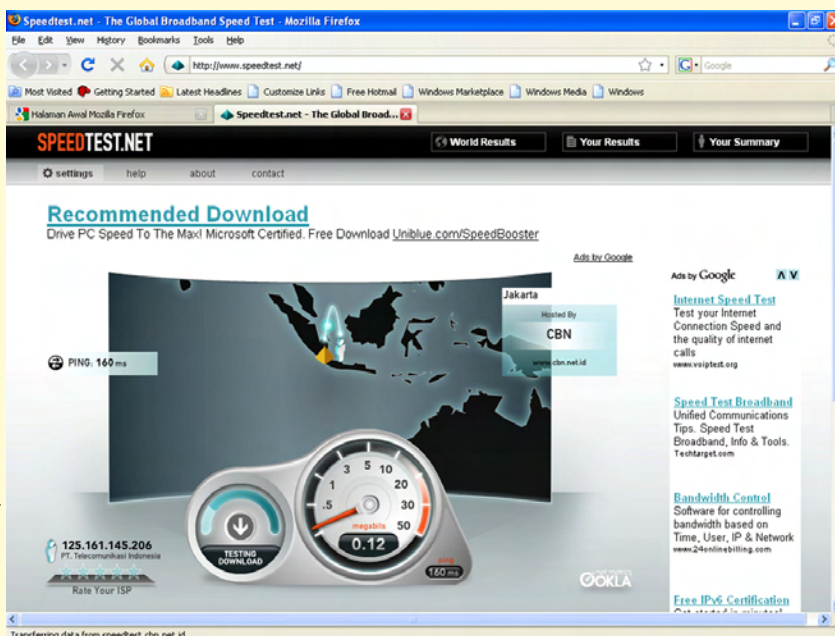 Speedtest.net - The Global Broadband Speed Test - Mozilla Firefox
File Edit View History Bookmarks Tools Help
http://www.speedtest.net/
Google
Most Visited Getting Started Latest Headlines Customize Links Free Hotmail Windows Marketplace Windows Media Windows
Halaman Awal Mozilla Firefox
Speedtest.net - The Global Broad...
SPEEDTEST.NET
World Results
Your Results
Your Summary
settings help about contact
Recommended Download
Drive PC Speed To The Max! Microsoft Certified. Free Download Uniblue.com/SpeedBooster
Ads by Google
PING: 160 ms
Jakarta
Hosted By
CBN
www.cbn.net.id
.5 1 3 5 10 20 30 50
megabits
0.12
TESTING
DOWNLOAD
ping
160 ms
125.161.145.206
PT. Telecomunikasi Indonesia
Rate Your ISP
OOKLA
Ads by Google
Internet Speed Test
Test your Internet
Connection Speed and
the quality of internet
calls
www.voiptest.org
Speed Test Broadband
Unified Communications
Tips. Speed Test
Broadband, Info & Tools.
Techtarget.com
Bandwidth Control
Software for controlling
bandwidth based on
Time, User, IP & Network
www.24onlinebilling.com
Free IPv6 Certification
Transferring data from speedtest.cbn.net.id